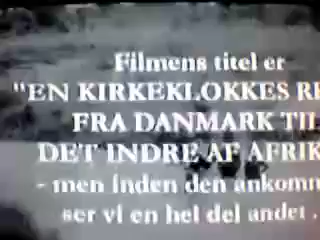 Filmens titel er
"EN KIRKEKLOKKES RE
FRA DANMARK TIL
DET INDRE AF AFRIK
- men inden den ankomm
ser vi en hel del andet .